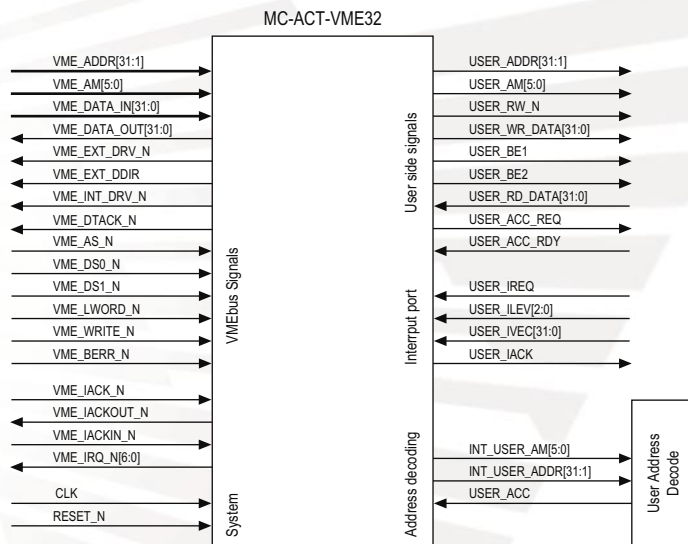 MC-ACT-VME32
VME_ADDR[31:1]
VME_AM[5:0]
VME_DATA_IN[31:0]
VME_DATA_OUT[31:0]
VME_EXT_DRV_N
VME_EXT_DDIR
VME_INT_DRV_N
VME_DTACK_N
VME_AS_N
VME_DS0_N
VME_DS1_N
VME_LWORD_N
VME_WRITE_N
VME_BERR_N
VME_IACK_N
VME_IACKOUT_N
VME_IACKIN_N
VME_IRQ_N[6:0]
CLK
RESET_N
VMEbus Signals
System
User side signals
Interrput port
Address decoding
USER_ADDR[31:1]
USER_AM[5:0]
USER_RW_N
USER_WR_DATA[31:0]
USER_BE1
USER_BE2
USER_RD_DATA[31:0]
USER_ACC_REQ
USER_ACC_RDY
USER_IREQ
USER_ILEV[2:0]
USER_IVEC[31:0]
USER_IACK
INT_USER_AM[5:0]
INT_USER_ADDR[31:1]
USER_ACC
User Address
Decode